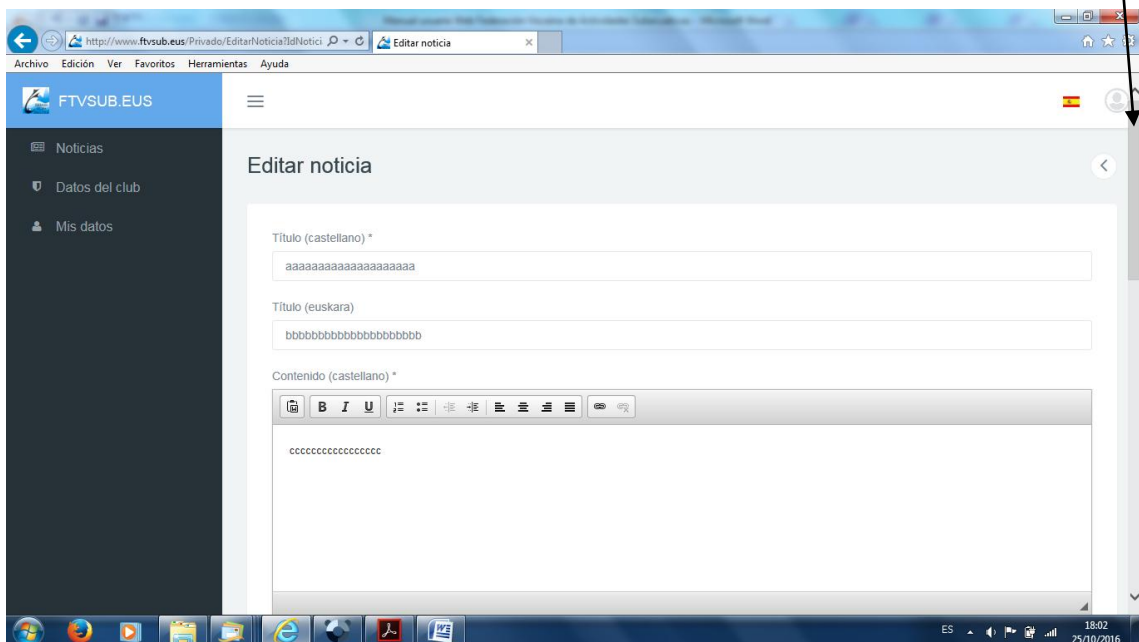 http://www.ftvsub.eus/Privado/EditarNoticia?IdNotici
Editar noticia
Archivo Edición Ver Favoritos Herramientas Ayuda
FTVSUB.EUS
Noticias
Editar noticia
Datos del club
Mis datos
Título (castellano) *
aaaaaaaaaaaaaaaaaaaa
Título (euskara)
bbbbbbbbbbbbbbbbbbbbb
Contenido (castellano) *
B I U
ccccccccccccccccc
ES
18:02
25/10/2016